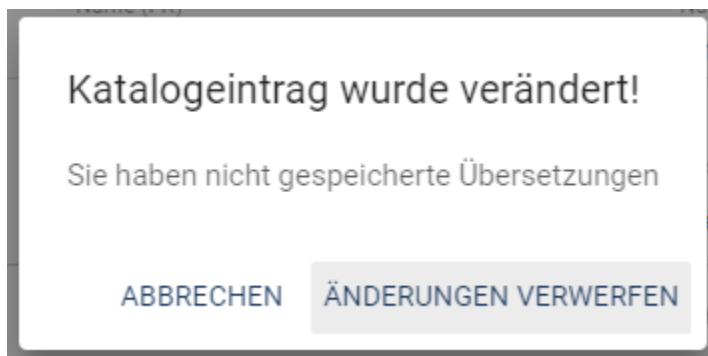 Katalogeintrag wurde verändert!
Sie haben nicht gespeicherte Übersetzungen
ABBRECHEN ÄNDERUNGEN VERWERFEN